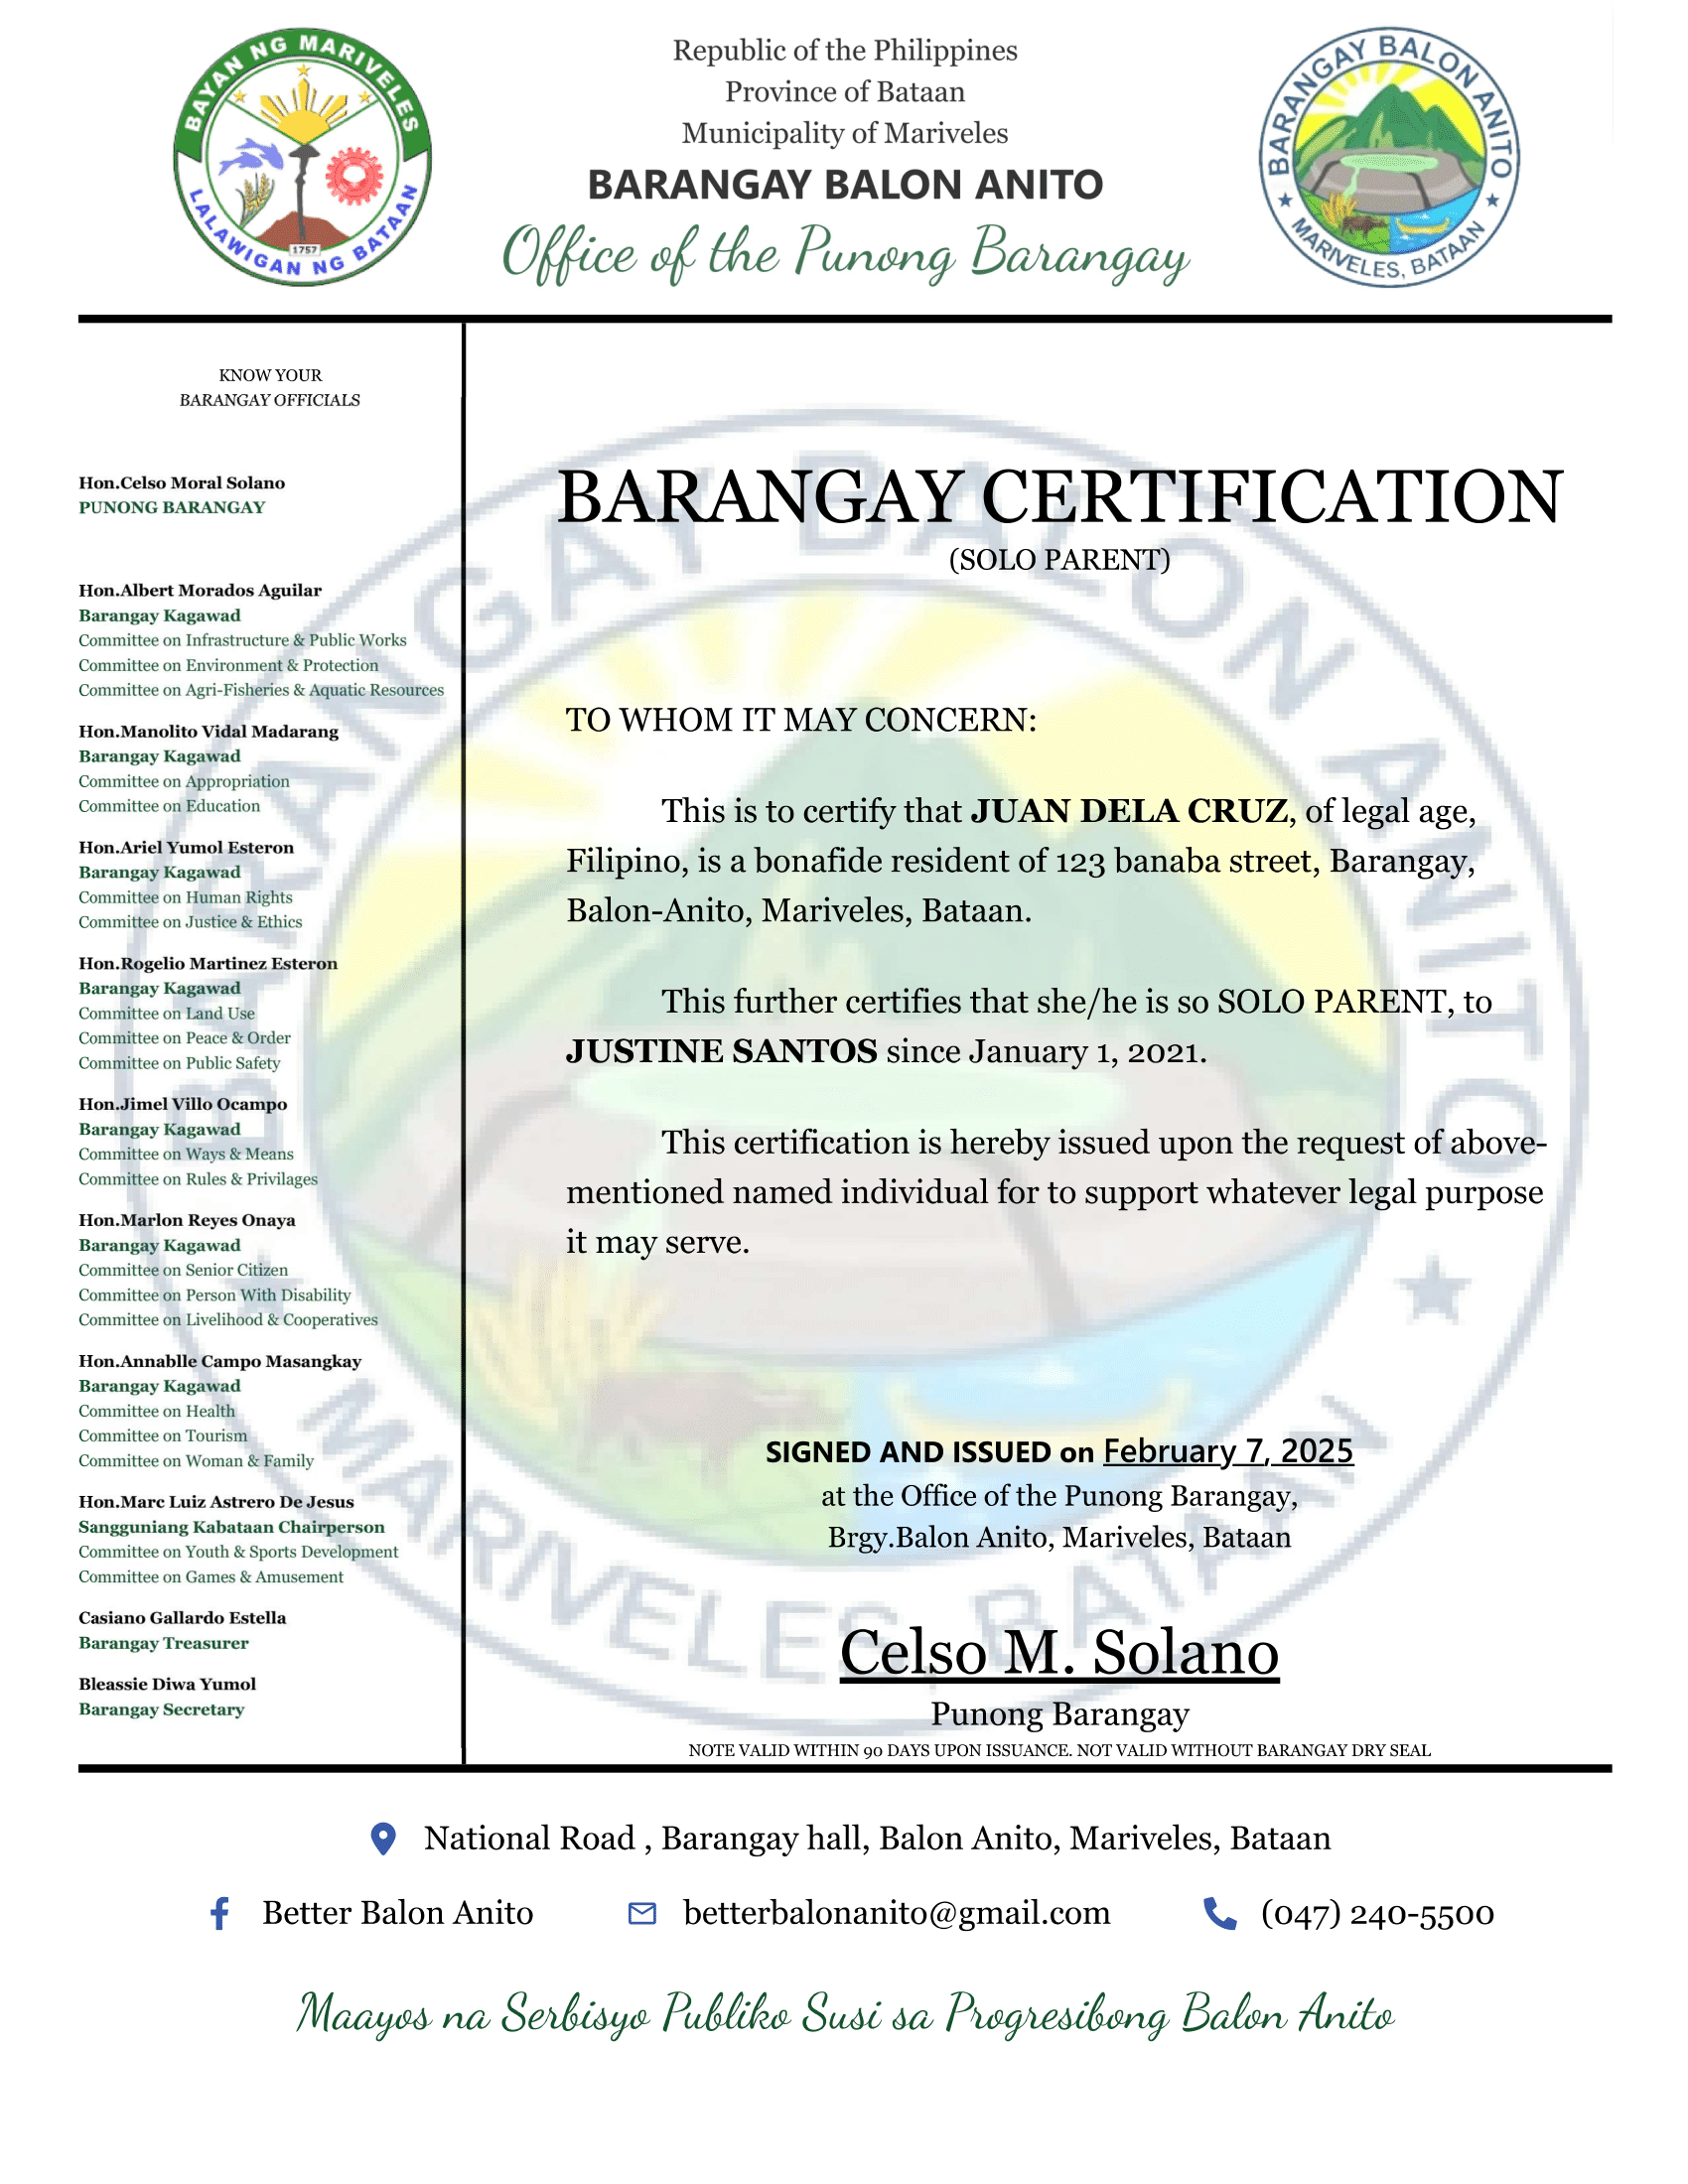 BAYAN NG MARIVELES
1757
LALAWIGAN NG BATAAN
Republic of the Philippines
Province of Bataan
Municipality of Mariveles
BARANGAY BALON ANITO
Office of the Punong Barangay
BARANGAY BALON ANITO
MARIVELES, BATAAN
KNOW YOUR
BARANGAY OFFICIALS
Hon.Celso Moral Solano
PUNONG BARANGAY
Hon.Albert Morados Aguilar
Barangay Kagawad
Committee on Infrastructure & Public Works
Committee on Environment & Protection
Committee on Agri-Fisheries & Aquatic Resources
Hon.Manolito Vidal Madarang
Barangay Kagawad
Committee on Appropriation
Committee on Education
Hon.Ariel Yumol Esteron
Barangay Kagawad
Committee on Human Rights
Committee on Justice & Ethics
Hon.Rogelio Martinez Esteron
Barangay Kagawad
Committee on Land Use
Committee on Peace & Order
Committee on Public Safety
Hon.Jimel Villo Ocampo
Barangay Kagawad
Committee on Ways & Means
Committee on Rules & Privilages
Hon.Marlon Reyes Onaya
Barangay Kagawad
Committee on Senior Citizen
Committee on Person With Disability
Committee on Livelihood & Cooperatives
Hon.Annablle Campo Masangkay
Barangay Kagawad
Committee on Health
Committee on Tourism
Committee on Woman & Family
Hon.Marc Luiz Astrero De Jesus
Sangguniang Kabataan Chairperson
Committee on Youth & Sports Development
Committee on Games & Amusement
Casiano Gallardo Estella
Barangay Treasurer
Bleassie Diwa Yumol
Barangay Secretary
BARANGAY CERTIFICATION
(SOLO PARENT)
TO WHOM IT MAY CONCERN:
This is to certify that JUAN DELA CRUZ, of legal age,
Filipino, is a bonafide resident of 123 banaba street, Barangay,
Balon-Anito, Mariveles, Bataan.
This further certifies that she/he is so SOLO PARENT, to
JUSTINE SANTOS since January 1, 2021.
This certification is hereby issued upon the request of above-
mentioned named individual for to support whatever legal purpose
it may serve.
SIGNED AND ISSUED on February 7, 2025
at the Office of the Punong Barangay,
Brgy.Balon Anito, Mariveles, Bataan
Celso M. Solano
Punong Barangay
NOTE VALID WITHIN 90 DAYS UPON ISSUANCE. NOT VALID WITHOUT BARANGAY DRY SEAL
BARANGAY BALON ANITO
MARIVELES, BATAAN
National Road , Barangay hall, Balon Anito, Mariveles, Bataan
Better Balon Anito
betterbalonanito@gmail.com
(047) 240-5500
Maayos na Serbisyo Publiko Susi sa Progresibong Balon Anito